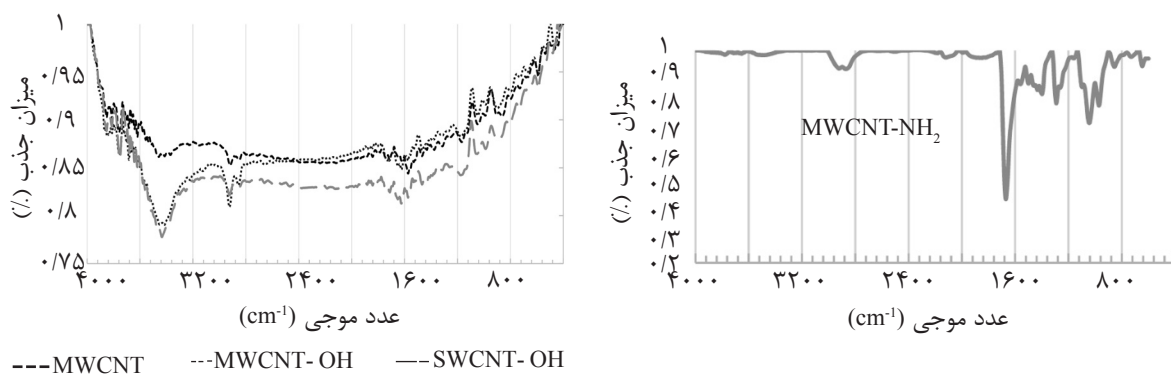 ۱
۰/۹۵
۰/۹
۰/۸۵
۰/۸
۰/۷۵
میزان جذب (٪)
۴۰۰۰ ۳۲۰۰ ۲۴۰۰ ۱۶۰۰ ۸۰۰
عدد موجی (cm-1)
MWCNT MWCNT- OH SWCNT- OH
۱
۰/۹
۰/۸
۰/۷
۰/۶
۰/۵
۰/۴
۰/۳
۰/۲
میزان جذب (٪)
MWCNT-NH2
۴۰۰۰ ۳۲۰۰ ۲۴۰۰ ۱۶۰۰ ۸۰۰
عدد موجی (cm-1)